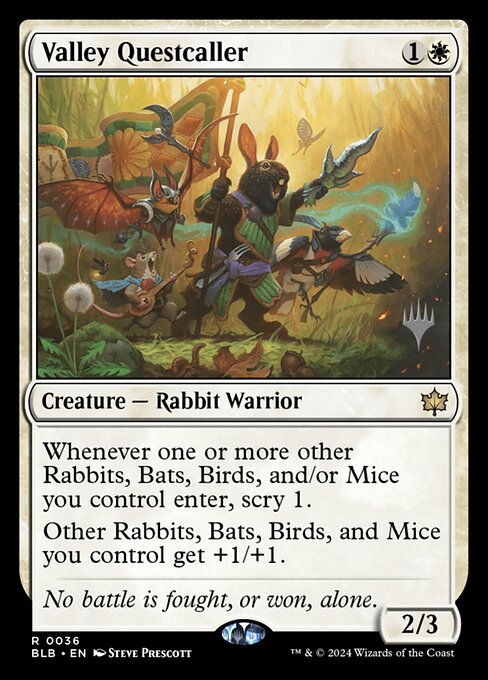 Valley Questcaller 1
Creature — Rabbit Warrior
Whenever one or more other
Rabbits, Bats, Birds, and/or Mice
you control enter, scry 1.
Other Rabbits, Bats, Birds, and Mice
you control get +1/+1.
No battle is fought, or won, alone.
2/3
R 0036
BLB • EN Steve Prescott
™ & © 2024 Wizards of the Coast